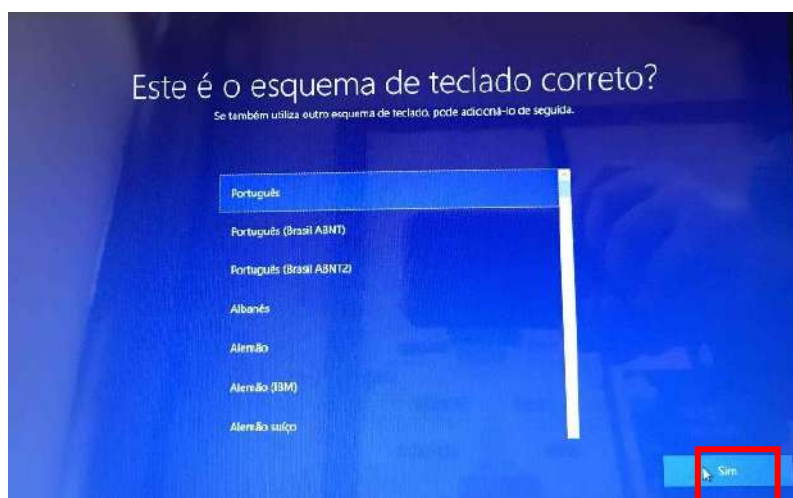 Este é o esquema de teclado correto?
Se também utiliza outro esquema de teclado, pode adicioná-lo de seguida.
Português
Português (Brasil ABNT)
Português (Brasil ABNT2)
Albanês
Alemão
Alemão (IBM)
Alemão suíço
Sim